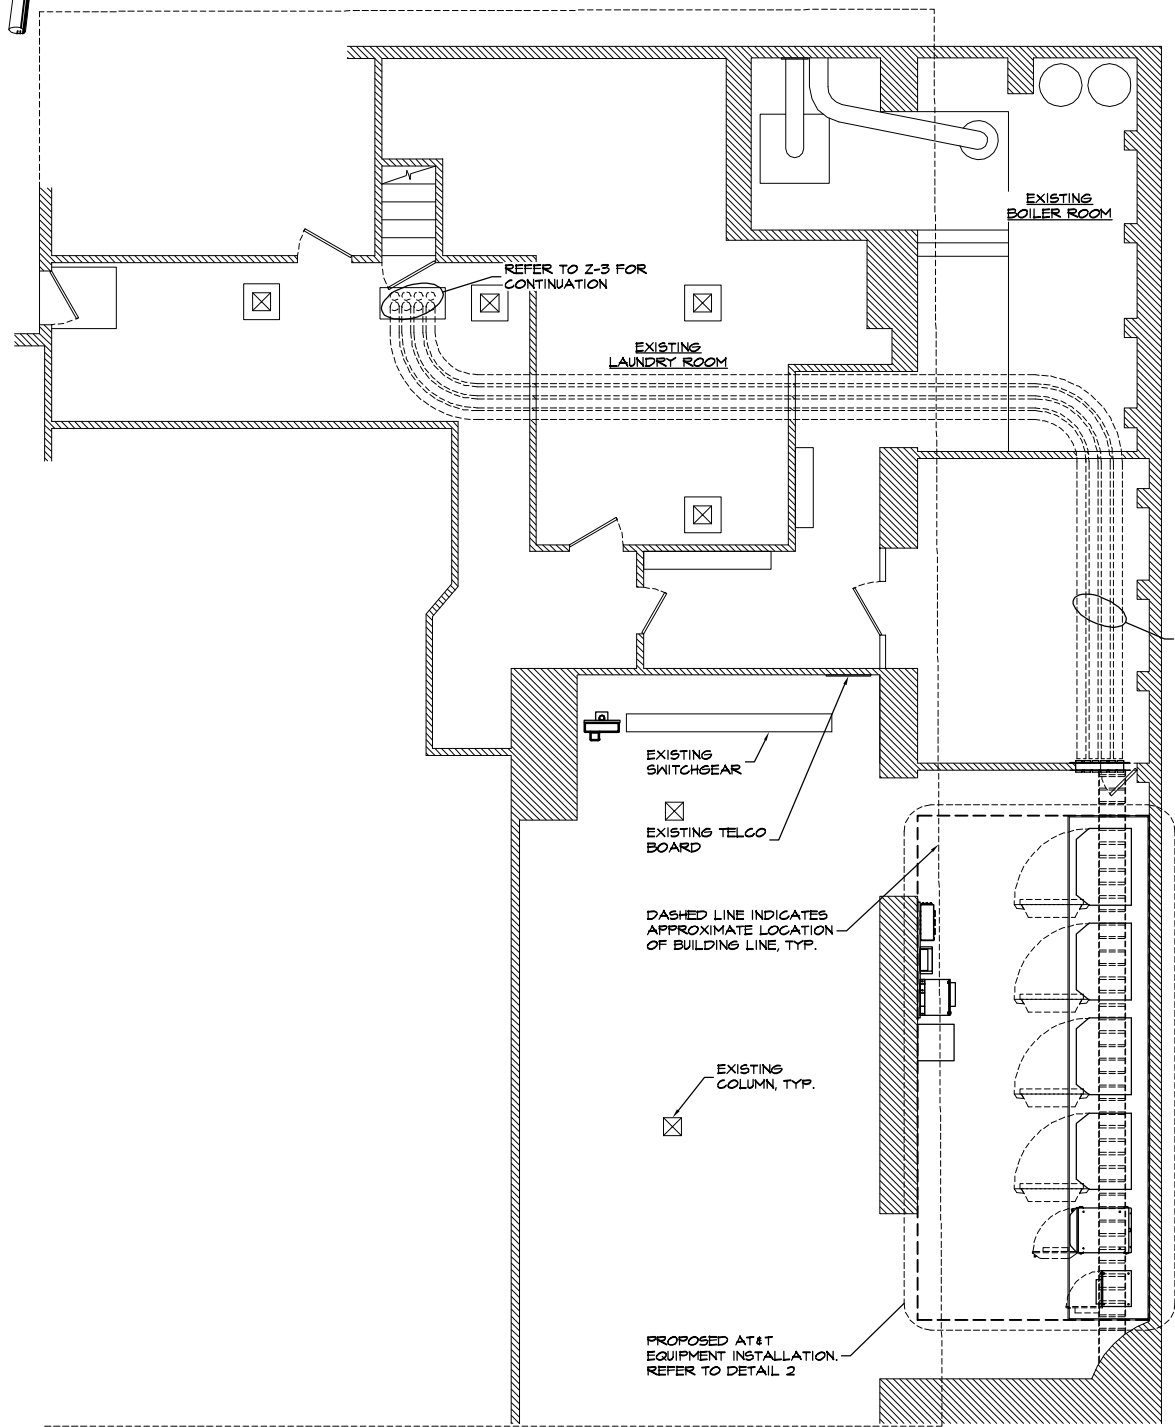 EXISTING
BOILER ROOM
REFER TO Z-3 FOR
CONTINUATION
EXISTING
LAUNDRY ROOM
EXISTING
SWITCHGEAR
EXISTING TELCO
BOARD
DASHED LINE INDICATES
APPROXIMATE LOCATION
OF BUILDING LINE, TYP.
EXISTING
COLUMN, TYP.
PROPOSED AT&T
EQUIPMENT INSTALLATION.
REFER TO DETAIL 2